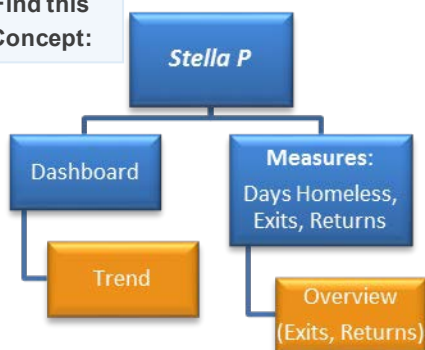 Find this
Concept:
Stella P
Dashboard
Measures:
Days Homeless,
Exits, Returns
Trend
Overview
(Exits, Returns)